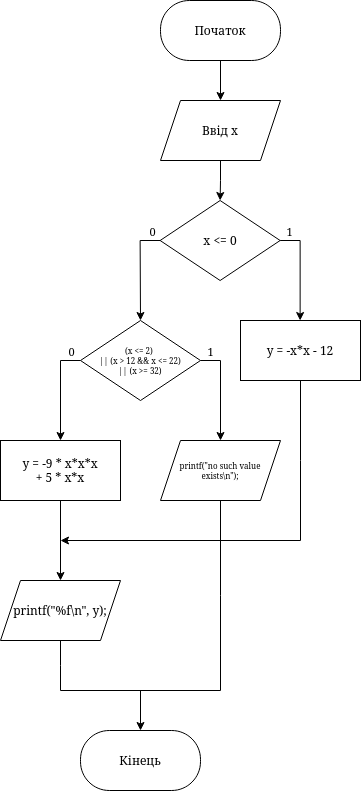 Початок
Ввід x
x <= 0
0
1
(x <= 2)
|| (x > 12 && x <= 22)
|| (x >= 32)
y = -x*x - 12
0
1
y = -9 * x*x*x
+ 5 * x*x
printf("no such value
exists\n");
printf("%f\n", y);
Кінець